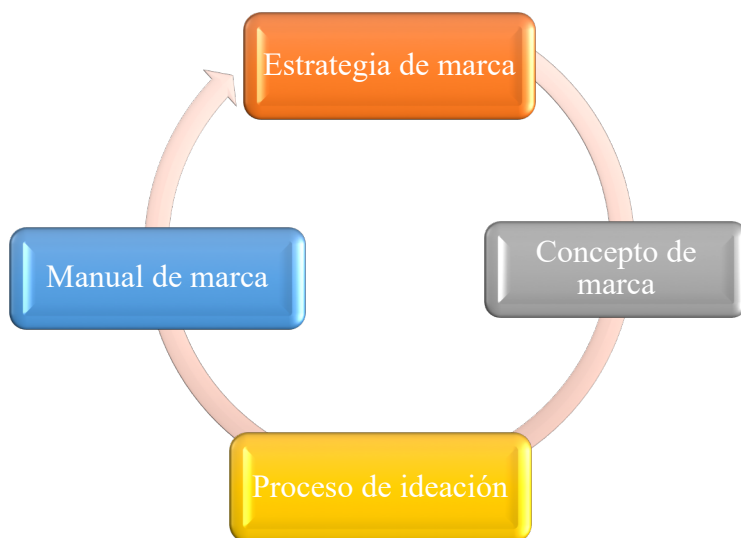 Estrategia de marca
Concepto de
marca
Proceso de ideación
Manual de marca